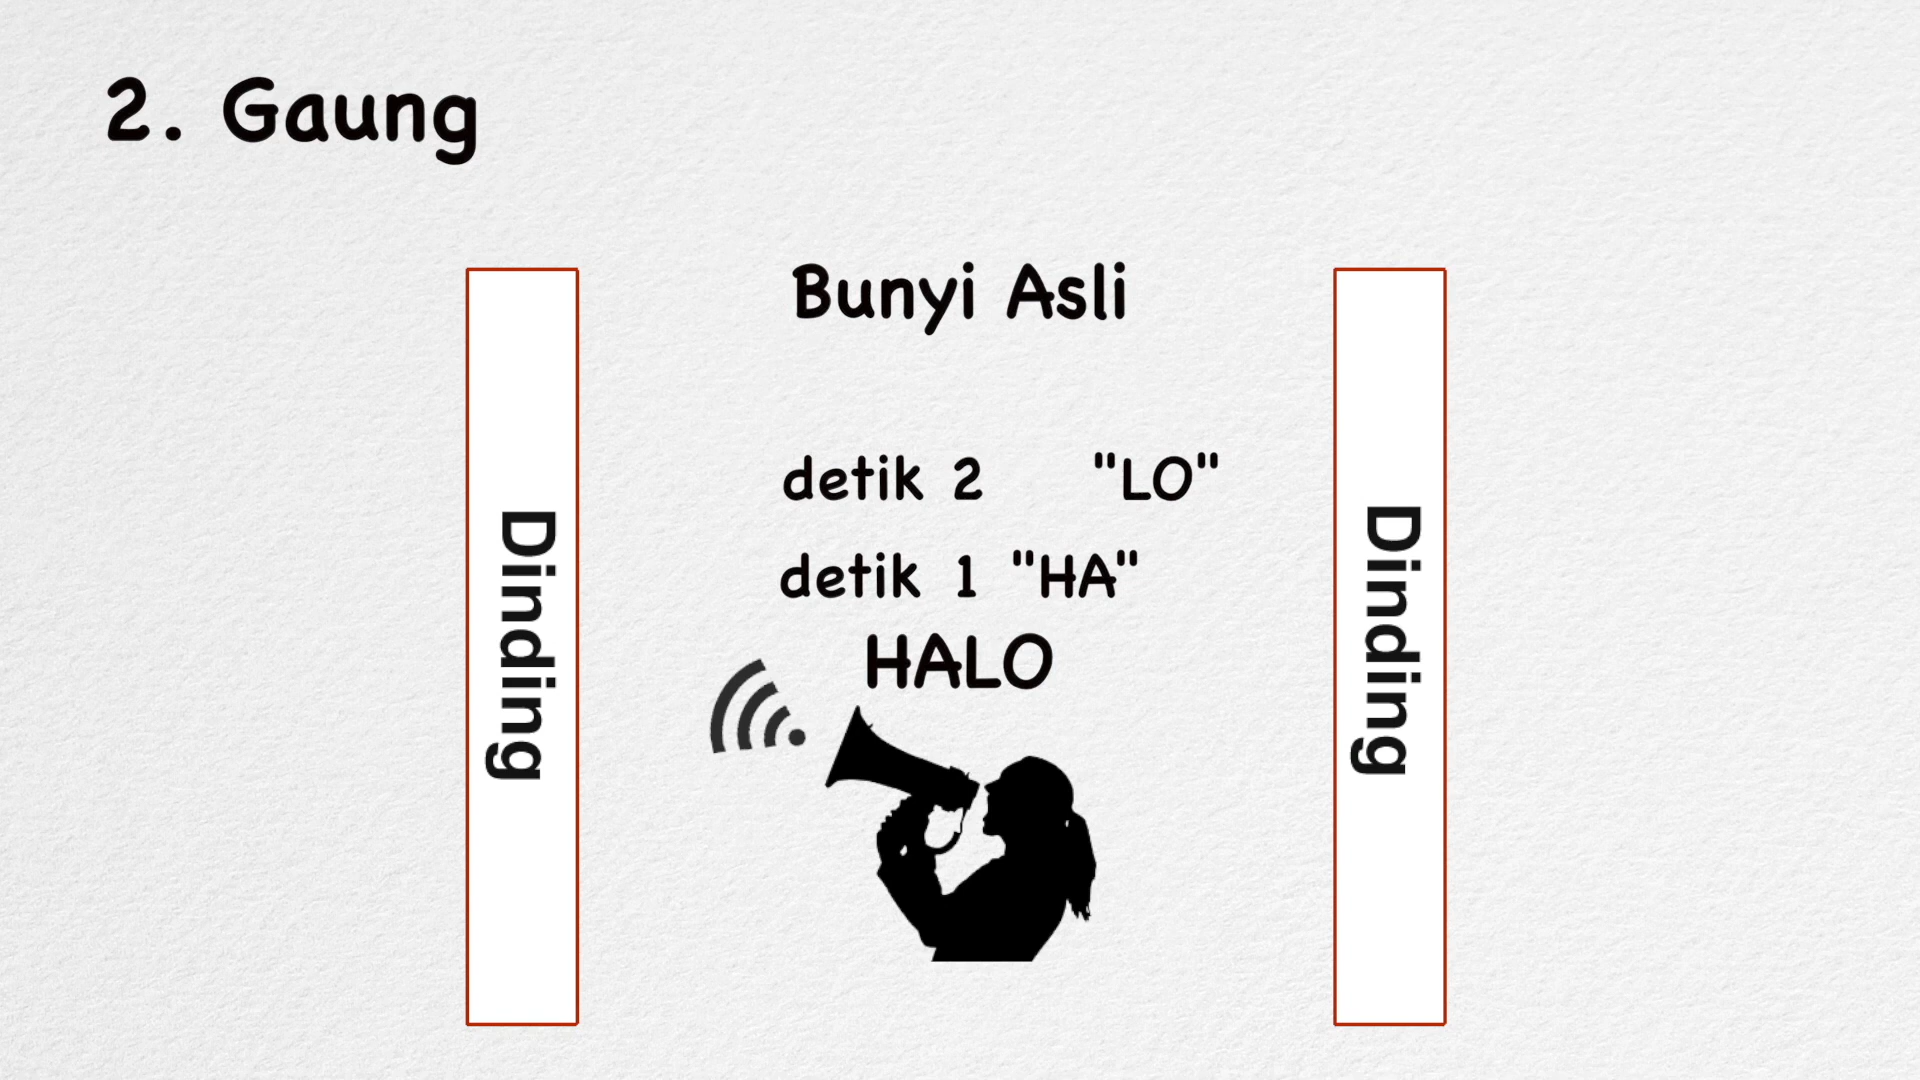 2. Gaung
Bunyi Asli
detik 2 "LO"
detik 1 "HA"
HALO
Dinding
Dinding